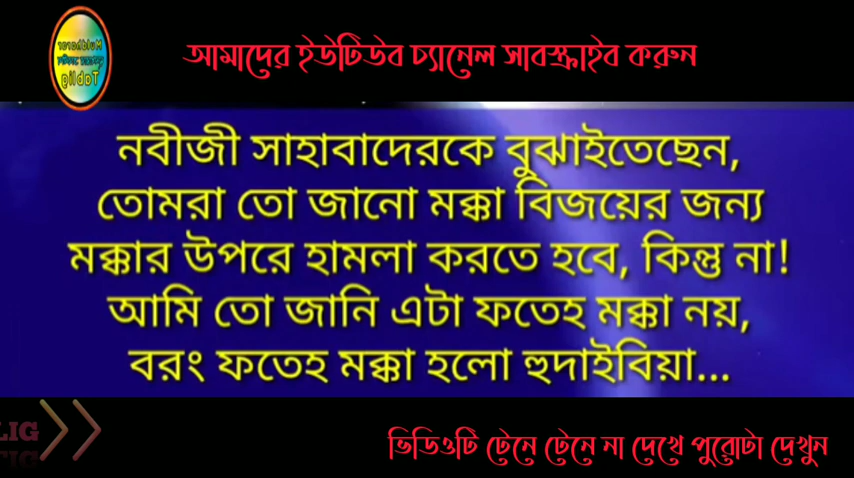 আমাদের ইউটিউব চ্যানেল সাবস্ক্রাইব করুন
নবীজী সাহাবাদেরকে বুঝাইতেছেন,
তোমরা তো জানো মক্কা বিজয়ের জন্য
মক্কার উপরে হামলা করতে হবে, কিন্তু না!
আমি তো জানি এটা ফতেহ মক্কা নয়,
বরং ফতেহ মক্কা হলো হুদাইবিয়া...
LIG
ভিডিওটি টেনে টেনে না দেখে পুরোটা দেখুন